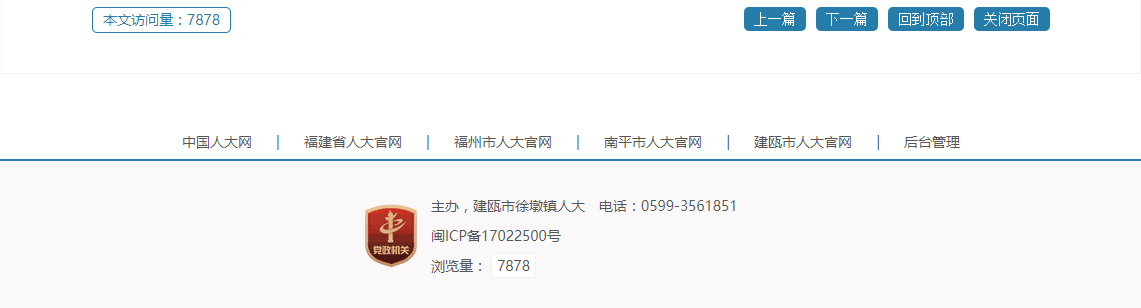 本文访问量：7878 上一篇 下一篇 回到顶部 关闭页面
中国人大网 | 福建省人大官网 | 福州市人大官网 | 南平市人大官网 | 建瓯市人大官网 | 后台管理
主办，建瓯市徐墩镇人大 电话：0599-3561851
党政机关
闽ICP备17022500号
浏览量： 7878